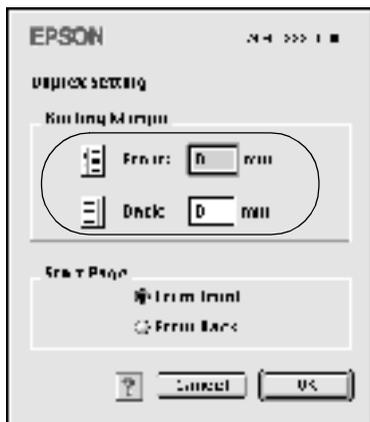 EPSON
Duplex Setting
Binding Margin
Front: 0 mm
Back: 0 mm
Start Page
From Front
From Back
?
Cancel
OK